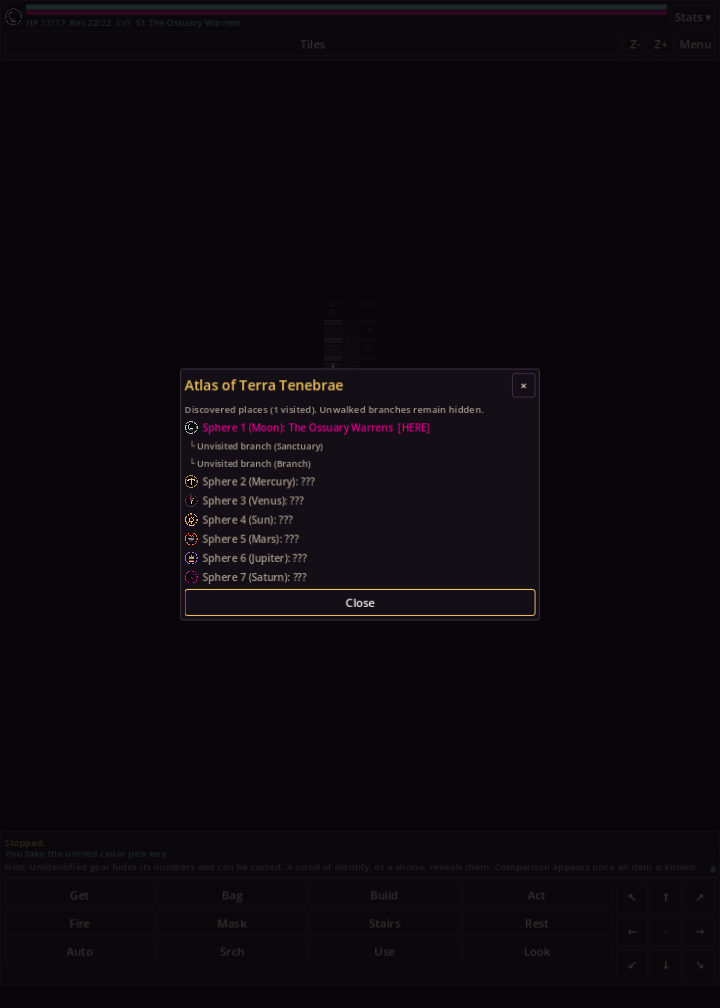 HP 17/17 Res 22/22 Lv1 S1 The Ossuary Warrens
Stats ▾
Tiles
Z-
Z+
Menu
Atlas of Terra Tenebrae
×
Discovered places (1 visited). Unwalked branches remain hidden.
Sphere 1 (Moon): The Ossuary Warrens [HERE]
└ Unvisited branch (Sanctuary)
└ Unvisited branch (Branch)
Sphere 2 (Mercury): ???
Sphere 3 (Venus): ???
Sphere 4 (Sun): ???
Sphere 5 (Mars): ???
Sphere 6 (Jupiter): ???
Sphere 7 (Saturn): ???
Close
Stopped.
You take the unfiled cellar pick-key.
Hint: Unidentified gear hides its numbers and can be cursed. A scroll of identify, or a shrine, reveals them. Comparison appears once an item is known.
Get
Bag
Build
Act
↖
↑
↗
Fire
Mask
Stairs
Rest
←
·
→
Auto
Srch
Use
Look
↙
↓
↘